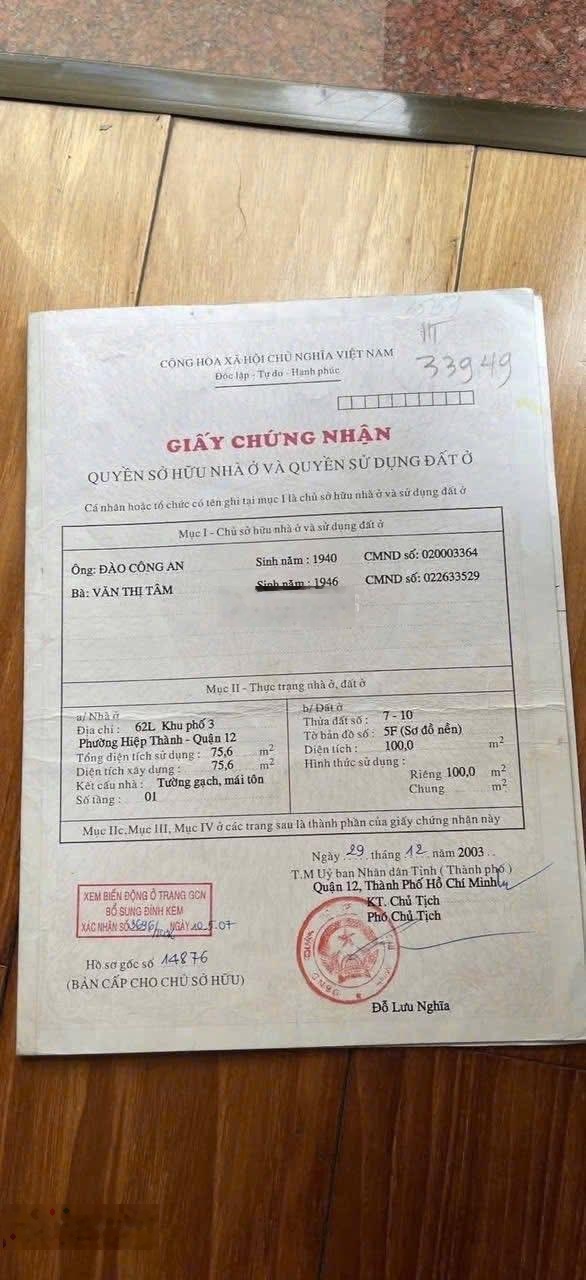 33949
CỘNG HÒA XÃ HỘI CHỦ NGHĨA VIỆT NAM
Độc lập - Tự do - Hạnh phúc
GIẤY CHỨNG NHẬN
QUYỀN SỞ HỮU NHÀ Ở VÀ QUYỀN SỬ DỤNG ĐẤT Ở
Cá nhân hoặc tổ chức có tên ghi tại mục I là chủ sở hữu nhà ở và sử dụng đất ở
Mục I - Chủ sở hữu nhà ở và sử dụng đất ở
Ông: ĐÀO CÔNG AN Sinh năm : 1940 CMND số: 020003364
Bà: VĂN THỊ TÂM Sinh năm : 1946 CMND số: 022633529
Mục II - Thực trạng nhà ở, đất ở
a/ Nhà ở
Địa chỉ : 62L Khu phố 3
Phường Hiệp Thành - Quận 12
Tổng diện tích sử dụng : 75,6 m2
Diện tích xây dựng : 75,6 m2
Kết cấu nhà : Tường gạch, mái tôn
Số tầng : 01
b/ Đất ở
Thửa đất số : 7 - 10
Tờ bản đồ số : 5F (Sơ đồ nền)
Diện tích : 100,0 m2
Hình thức sử dụng :
Riêng 100,0 m2
Chung m2
Mục IIc, Mục III, Mục IV ở các trang sau là thành phần của giấy chứng nhận này
Ngày 29 tháng 12 năm 2003
T.M Uỷ ban Nhân dân Tỉnh ( Thành phố )
Quận 12, Thành Phố Hồ Chí Minh
KT. Chủ Tịch
Phó Chủ Tịch
XEM BIẾN ĐỘNG Ở TRANG GCN
BỔ SUNG ĐÍNH KÈM
XÁC NHẬN SỐ NGÀY 10.5.07
Hồ sơ gốc số 14876
(BẢN CẤP CHO CHỦ SỞ HỮU)
Đỗ Lưu Nghĩa